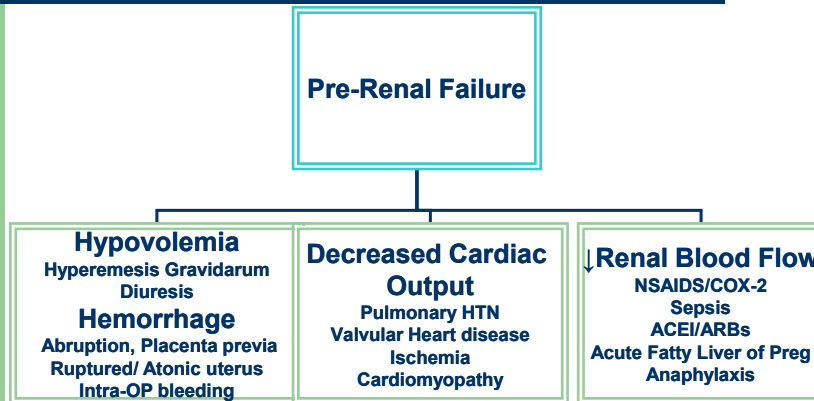 Pre-Renal Failure
Hypovolemia
Hyperemesis Gravidarum
Diuresis
Hemorrhage
Abruption, Placenta previa
Ruptured/ Atonic uterus
Intra-OP bleeding
Decreased Cardiac
Output
Pulmonary HTN
Valvular Heart disease
Ischemia
Cardiomyopathy
↓Renal Blood Flow
NSAIDS/COX-2
Sepsis
ACEI/ARBs
Acute Fatty Liver of Preg
Anaphylaxis